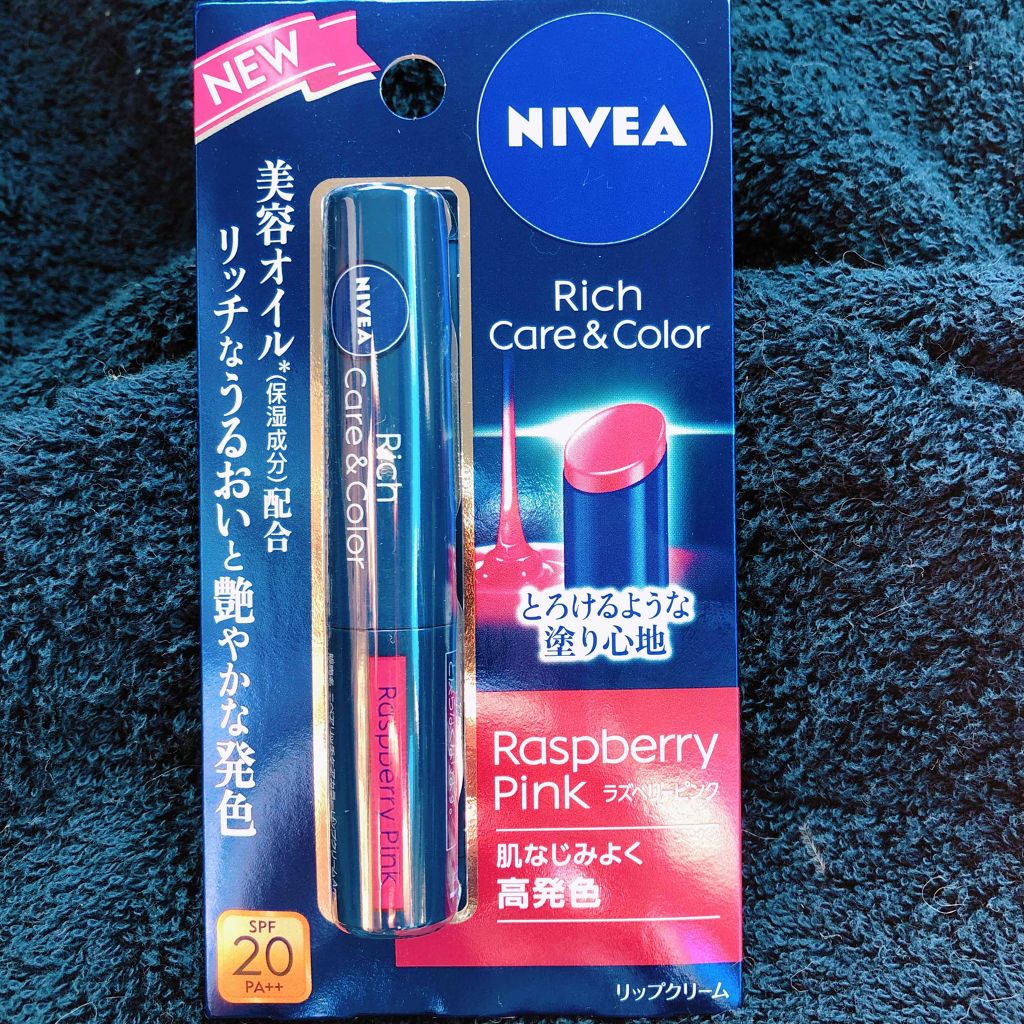 NEW
NIVEA
Rich
Care & Color
美容オイル*(保湿成分)配合
リッチなうるおいと艶やかな発色
NIVEA
Rich
Care & Color
Raspberry Pink
とろけるような
塗り心地
Raspberry
Pink ラズベリーピンク
肌なじみよく
高発色
SPF
20
PA++
リップクリーム